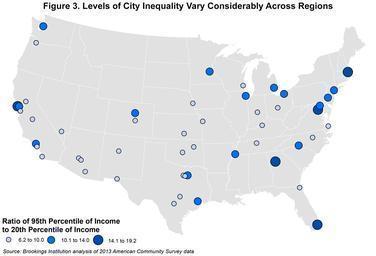 Figure 3. Levels of City Inequality Vary Considerably Across Regions
Ratio of 95th Percentile of Income
to 20th Percentile of Income
6.2 to 10.0 10.1 to 14.0 14.1 to 19.2
Source: Brookings Institution analysis of 2013 American Community Survey data